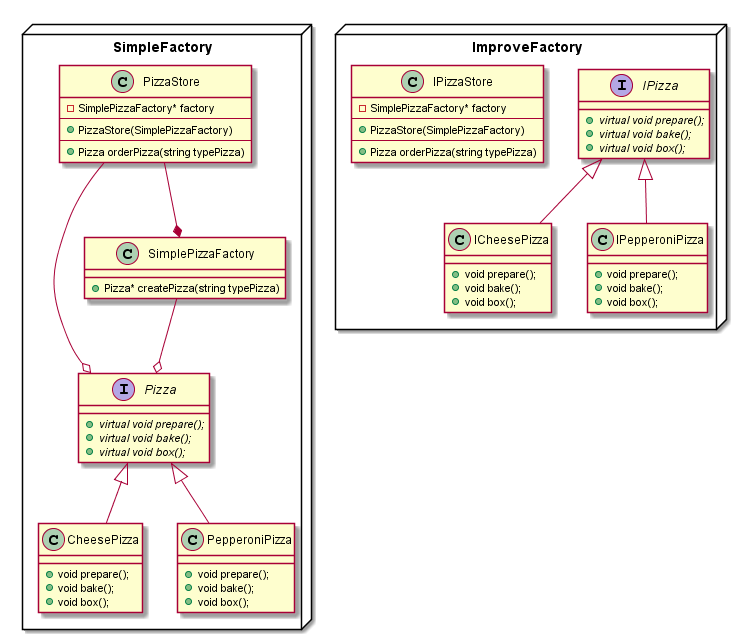 SimpleFactory
C PizzaStore
SimplePizzaFactory* factory
PizzaStore(SimplePizzaFactory)
Pizza orderPizza(string typePizza)
C SimplePizzaFactory
Pizza* createPizza(string typePizza)
I Pizza
virtual void prepare();
virtual void bake();
virtual void box();
C CheesePizza
void prepare();
void bake();
void box();
C PepperoniPizza
void prepare();
void bake();
void box();
ImproveFactory
C IPizzaStore
SimplePizzaFactory* factory
PizzaStore(SimplePizzaFactory)
Pizza orderPizza(string typePizza)
I IPizza
virtual void prepare();
virtual void bake();
virtual void box();
C ICheesePizza
void prepare();
void bake();
void box();
C IPepperoniPizza
void prepare();
void bake();
void box();